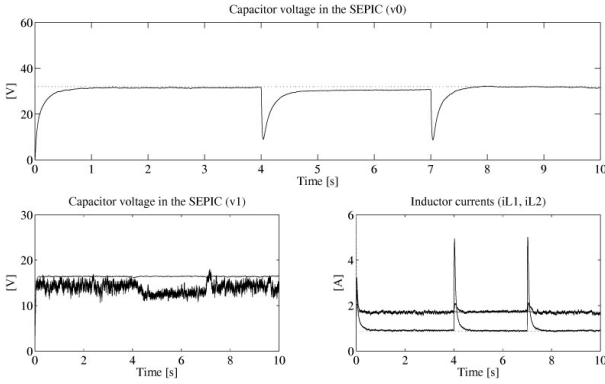 Capacitor voltage in the SEPIC (v0)
60
40
20
0
[V]
0 1 2 3 4 5 6 7 8 9 10
Time [s]
Capacitor voltage in the SEPIC (v1)
30
20
10
0
[V]
0 2 4 6 8 10
Time [s]
Inductor currents (iL1, iL2)
6
4
2
0
[A]
0 2 4 6 8 10
Time [s]